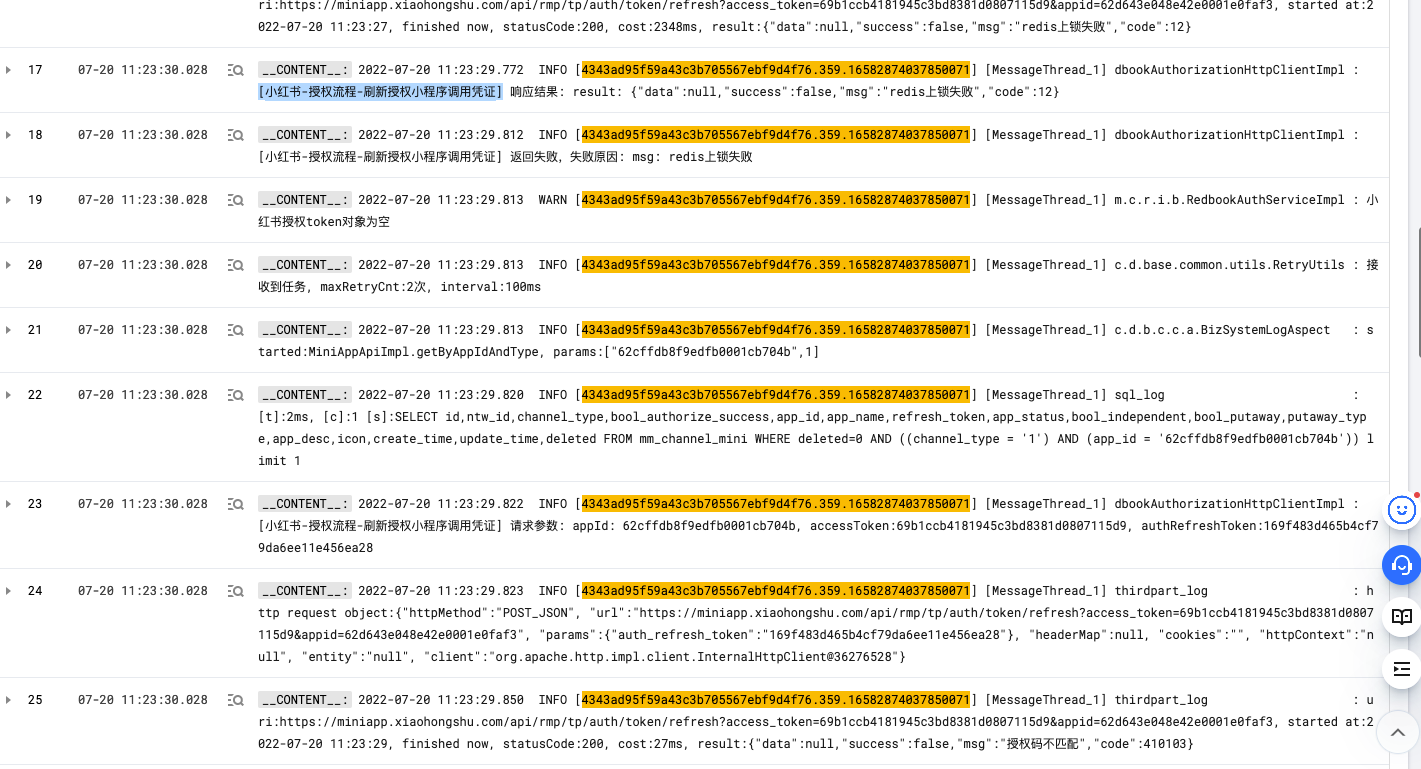 ri:https://miniapp.xiaohongshu.com/api/rmp/tp/auth/token/refresh?access_token=69b1ccb4181945c3bd8381d0807115d9&appid=62d643e048e42e0001e0faf3, started at:2
022-07-20 11:23:27, finished now, statusCode:200, cost:2348ms, result:{"data":null,"success":false,"msg":"redis上锁失败","code":12}
17 07-20 11:23:30.028 __CONTENT__: 2022-07-20 11:23:29.772 INFO [4343ad95f59a43c3b705567ebf9d4f76.359.16582874037850071] [MessageThread_1] dbookAuthorizationHttpClientImpl :
[小红书-授权流程-刷新授权小程序调用凭证] 响应结果: result: {"data":null,"success":false,"msg":"redis上锁失败","code":12}
18 07-20 11:23:30.028 __CONTENT__: 2022-07-20 11:23:29.812 INFO [4343ad95f59a43c3b705567ebf9d4f76.359.16582874037850071] [MessageThread_1] dbookAuthorizationHttpClientImpl :
[小红书-授权流程-刷新授权小程序调用凭证] 返回失败, 失败原因: msg: redis上锁失败
19 07-20 11:23:30.028 __CONTENT__: 2022-07-20 11:23:29.813 WARN [4343ad95f59a43c3b705567ebf9d4f76.359.16582874037850071] [MessageThread_1] m.c.r.i.b.RedbookAuthServiceImpl : 小
红书授权token对象为空
20 07-20 11:23:30.028 __CONTENT__: 2022-07-20 11:23:29.813 INFO [4343ad95f59a43c3b705567ebf9d4f76.359.16582874037850071] [MessageThread_1] c.d.base.common.utils.RetryUtils : 接
收到任务, maxRetryCnt:2次, interval:100ms
21 07-20 11:23:30.028 __CONTENT__: 2022-07-20 11:23:29.813 INFO [4343ad95f59a43c3b705567ebf9d4f76.359.16582874037850071] [MessageThread_1] c.d.b.c.c.a.BizSystemLogAspect : s
tarted:MiniAppApiImpl.getByAppIdAndType, params:["62cffdb8f9edfb0001cb704b",1]
22 07-20 11:23:30.028 __CONTENT__: 2022-07-20 11:23:29.820 INFO [4343ad95f59a43c3b705567ebf9d4f76.359.16582874037850071] [MessageThread_1] sql_log :
[t]:2ms, [c]:1 [s]:SELECT id,ntw_id,channel_type,bool_authorize_success,app_id,app_name,refresh_token,app_status,bool_independent,bool_putaway,putaway_typ
e,app_desc,icon,create_time,update_time,deleted FROM mm_channel_mini WHERE deleted=0 AND ((channel_type = '1') AND (app_id = '62cffdb8f9edfb0001cb704b')) l
imit 1
23 07-20 11:23:30.028 __CONTENT__: 2022-07-20 11:23:29.822 INFO [4343ad95f59a43c3b705567ebf9d4f76.359.16582874037850071] [MessageThread_1] dbookAuthorizationHttpClientImpl :
[小红书-授权流程-刷新授权小程序调用凭证] 请求参数: appId: 62cffdb8f9edfb0001cb704b, accessToken:69b1ccb4181945c3bd8381d0807115d9, authRefreshToken:169f483d465b4cf7
9da6ee11e456ea28
24 07-20 11:23:30.028 __CONTENT__: 2022-07-20 11:23:29.823 INFO [4343ad95f59a43c3b705567ebf9d4f76.359.16582874037850071] [MessageThread_1] thirdpart_log : h
ttp request object:{"httpMethod":"POST_JSON", "url":"https://miniapp.xiaohongshu.com/api/rmp/tp/auth/token/refresh?access_token=69b1ccb4181945c3bd8381d0807
115d9&appid=62d643e048e42e0001e0faf3", "params":{"auth_refresh_token":"169f483d465b4cf79da6ee11e456ea28"}, "headerMap":null, "cookies":"", "httpContext":"n
ull", "entity":"null", "client":"org.apache.http.impl.client.InternalHttpClient@36276528"}
25 07-20 11:23:30.028 __CONTENT__: 2022-07-20 11:23:29.850 INFO [4343ad95f59a43c3b705567ebf9d4f76.359.16582874037850071] [MessageThread_1] thirdpart_log : u
ri:https://miniapp.xiaohongshu.com/api/rmp/tp/auth/token/refresh?access_token=69b1ccb4181945c3bd8381d0807115d9&appid=62d643e048e42e0001e0faf3, started at:2
022-07-20 11:23:29, finished now, statusCode:200, cost:27ms, result:{"data":null,"success":false,"msg":"授权码不匹配","code":410103}